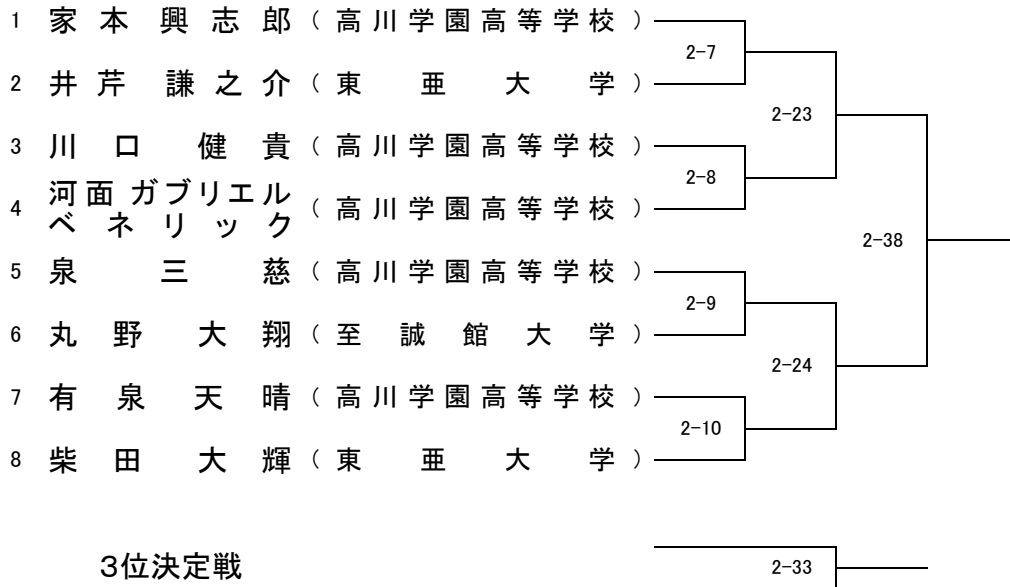 1 家本 興志郎 (高川学園高等学校)
2-7
2 井芹 謙之介 (東亜大学)
2-23
3 川口 健貴 (高川学園高等学校)
2-8
4 河面 ガブリエル
ベネリック (高川学園高等学校)
2-38
5 泉 三慈 (高川学園高等学校)
2-9
6 丸野 大翔 (至誠館大学)
2-24
7 有泉 天晴 (高川学園高等学校)
2-10
8 柴田 大輝 (東亜大学)
3位決定戦
2-33